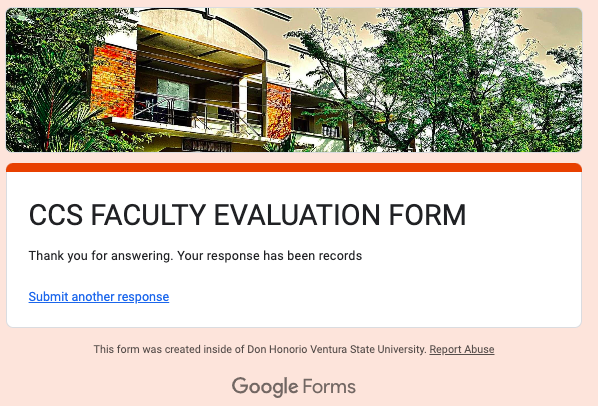 CCS FACULTY EVALUATION FORM
Thank you for answering. Your response has been records
Submit another response
This form was created inside of Don Honorio Ventura State University. Report Abuse
Google Forms